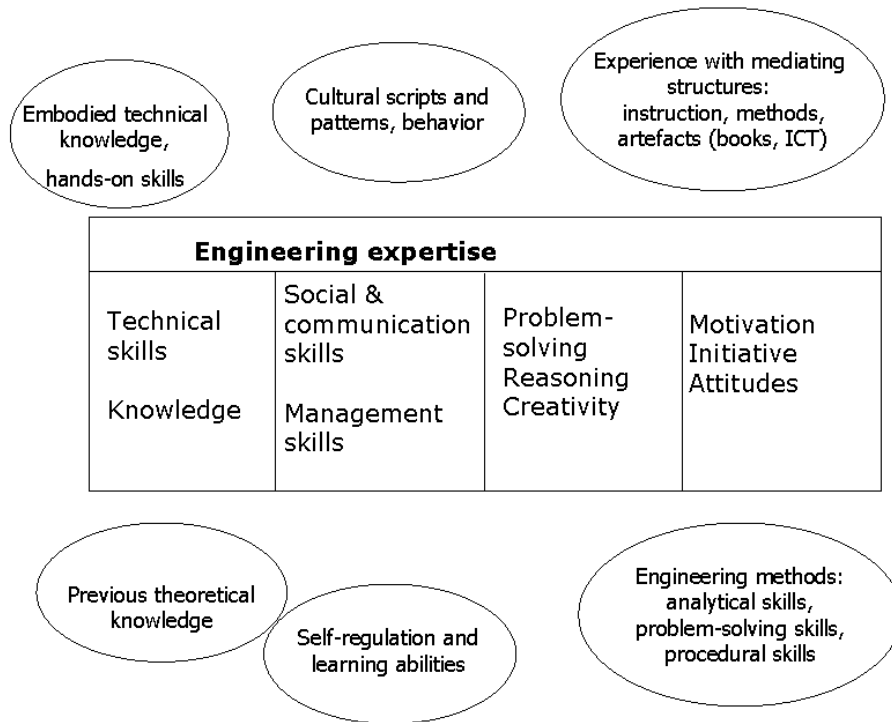 Embodied technical
knowledge,
hands-on skills
Cultural scripts and
patterns, behavior
Experience with mediating
structures:
instruction, methods,
artefacts (books, ICT)
Engineering expertise
Technical
skills
Knowledge
Social &
communication
skills
Management
skills
Problem-
solving
Reasoning
Creativity
Motivation
Initiative
Attitudes
Previous theoretical
knowledge
Self-regulation and
learning abilities
Engineering methods:
analytical skills,
problem-solving skills,
procedural skills